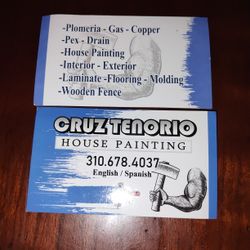 -Plomeria - Gas - Copper
-Pex - Drain
-House Painting
-Interior - Exterior
-Laminate -Flooring - Molding
-Wooden Fence
CRUZ TENORIO
HOUSE PAINTING
310.678.4037
English / Spanish